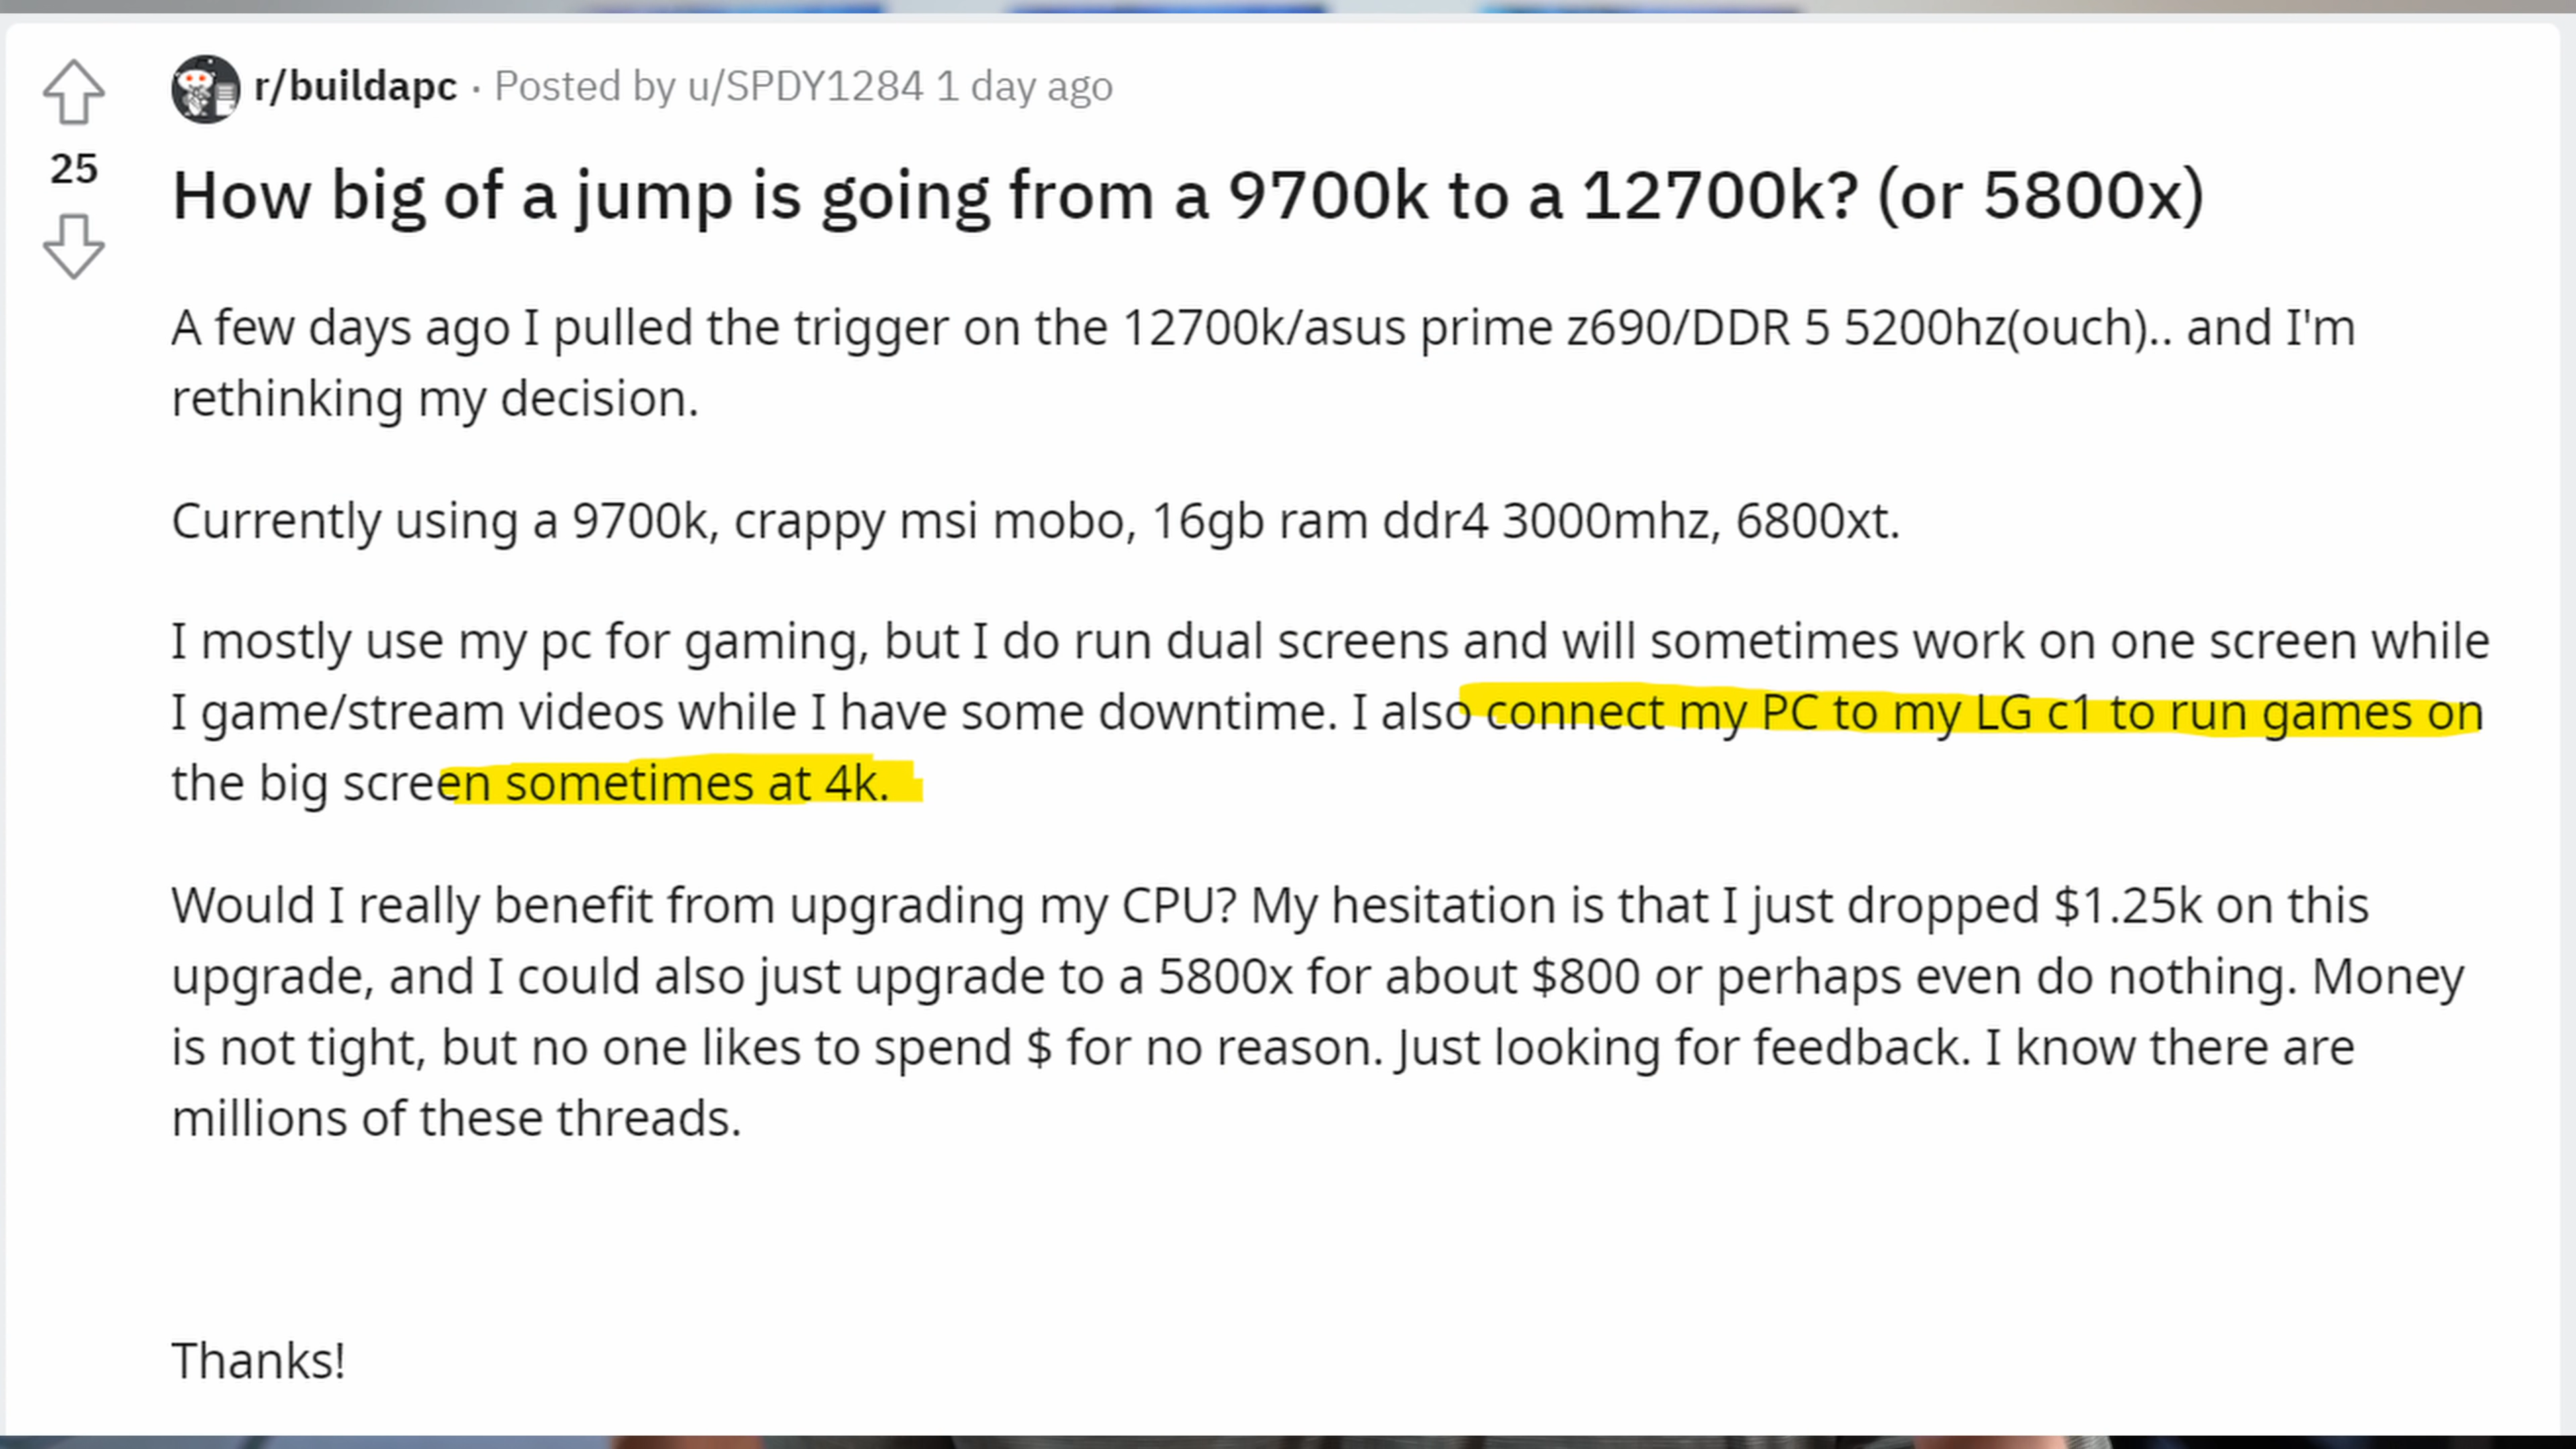 r/buildapc · Posted by u/SPDY1284 1 day ago
25
How big of a jump is going from a 9700k to a 12700k? (or 5800x)
A few days ago I pulled the trigger on the 12700k/asus prime z690/DDR 5 5200hz(ouch).. and I'm
rethinking my decision.
Currently using a 9700k, crappy msi mobo, 16gb ram ddr4 3000mhz, 6800xt.
I mostly use my pc for gaming, but I do run dual screens and will sometimes work on one screen while
I game/stream videos while I have some downtime. I also connect my PC to my LG c1 to run games on
the big screen sometimes at 4k.
Would I really benefit from upgrading my CPU? My hesitation is that I just dropped $1.25k on this
upgrade, and I could also just upgrade to a 5800x for about $800 or perhaps even do nothing. Money
is not tight, but no one likes to spend $ for no reason. Just looking for feedback. I know there are
millions of these threads.
Thanks!